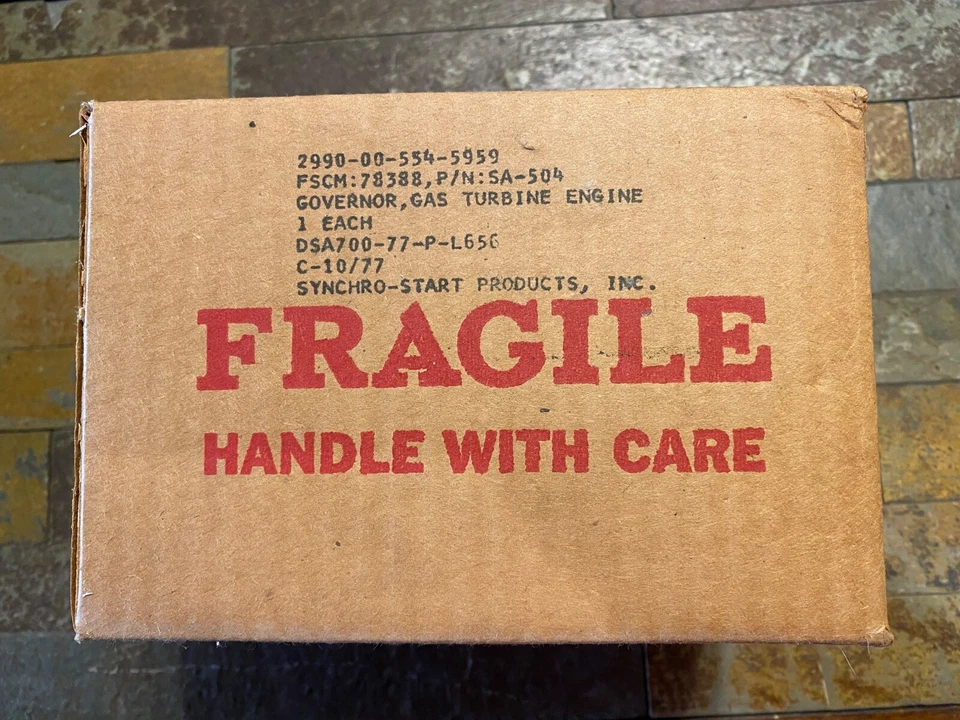 2990-00-554-5959
FSCM:78388,P/N:SA-504
GOVERNOR,GAS TURBINE ENGINE
1 EACH
DSA700-77-P-L656
C-10/77
SYNCHRO-START PRODUCTS, INC.
FRAGILE
HANDLE WITH CARE